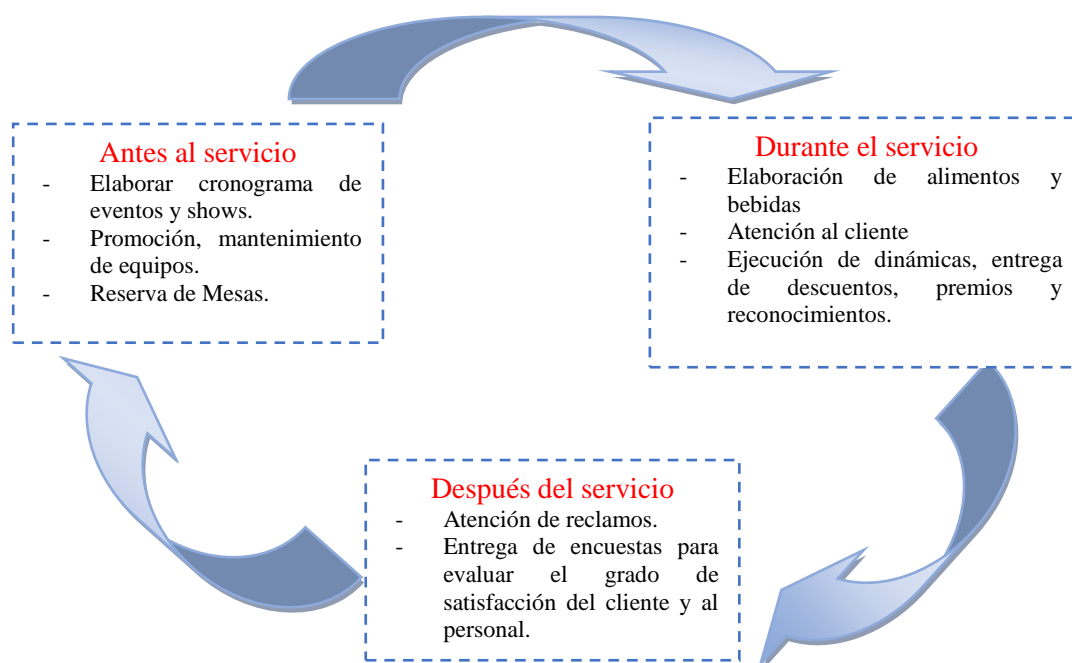 Antes al servicio
- Elaborar cronograma de
eventos y shows.
- Promoción, mantenimiento
de equipos.
- Reserva de Mesas.
Durante el servicio
- Elaboración de alimentos y
bebidas
- Atención al cliente
- Ejecución de dinámicas, entrega
de descuentos, premios y
reconocimientos.
Después del servicio
- Atención de reclamos.
- Entrega de encuestas para
evaluar el grado de
satisfacción del cliente y al
personal.